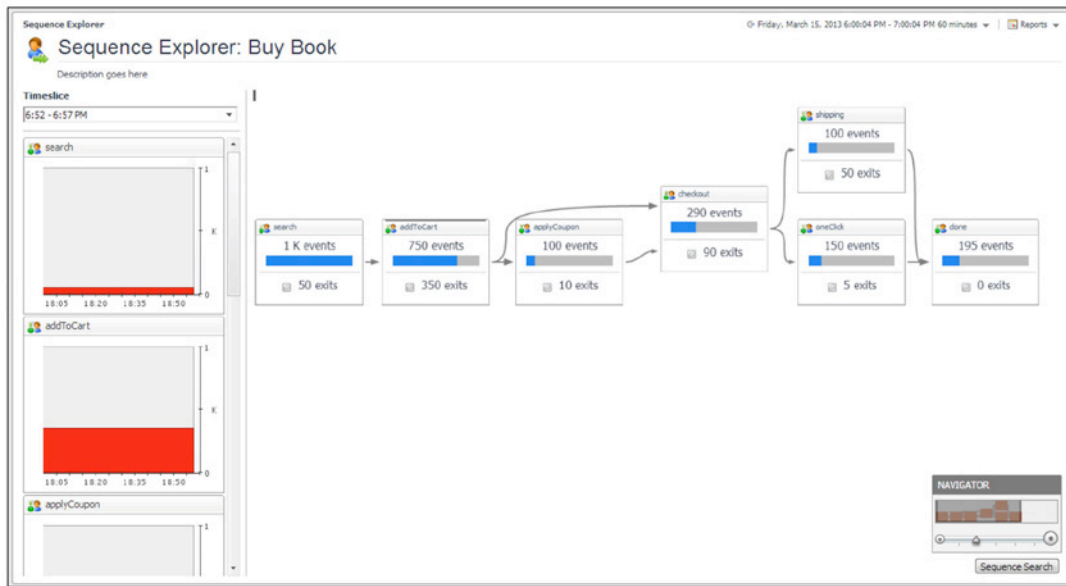 Sequence Explorer
Friday, March 15, 2013 6:00:04 PM - 7:00:04 PM 60 minutes
Reports
Sequence Explorer: Buy Book
Description goes here
Timeslice
6:52 - 6:57 PM
search
1
K
0
18:05 18:20 18:35 18:50
addToCart
1
K
0
18:05 18:20 18:35 18:50
applyCoupon
1
search
1 K events
50 exits
addToCart
750 events
350 exits
applyCoupon
100 events
10 exits
checkout
290 events
90 exits
shipping
100 events
50 exits
oneClick
150 events
5 exits
done
195 events
0 exits
NAVIGATOR
Sequence Search